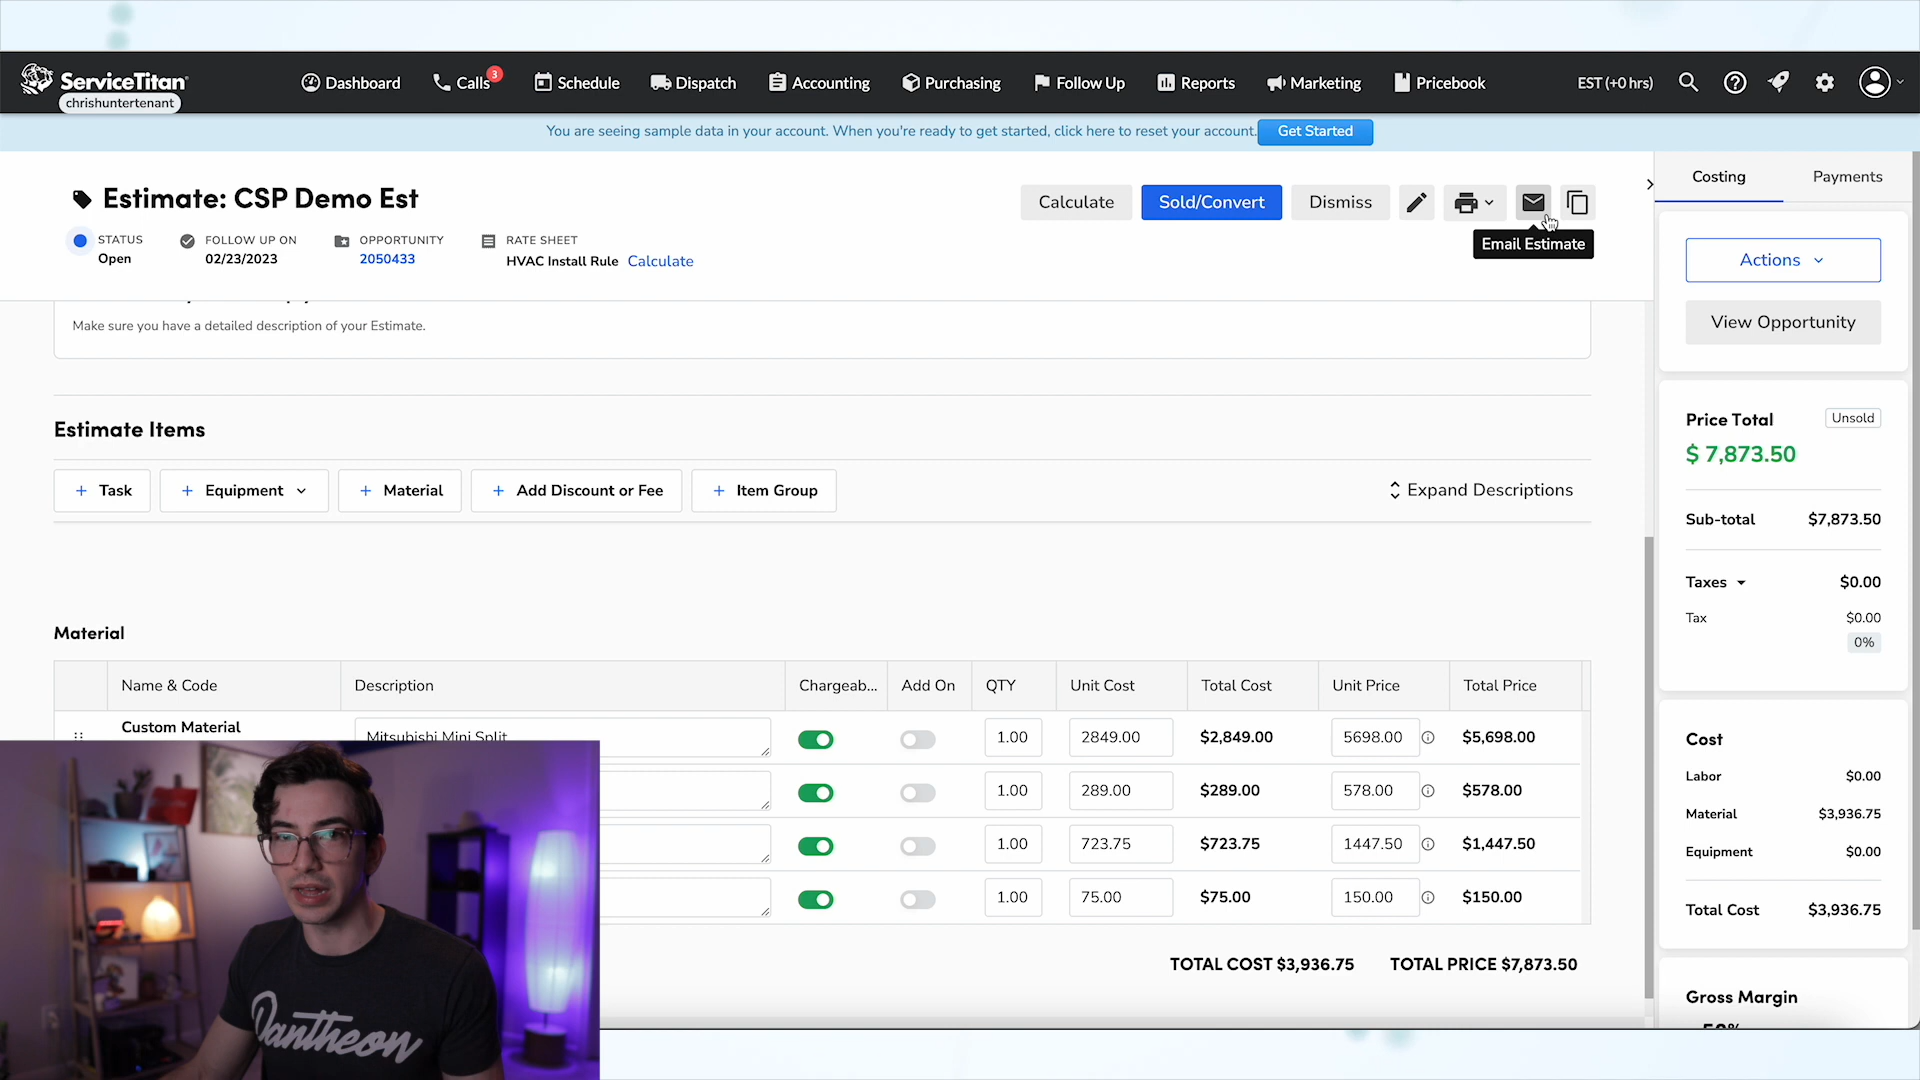 ServiceTitan
chrishuntertenant
Dashboard
Calls
3
Schedule
Dispatch
Accounting
Purchasing
Follow Up
Reports
Marketing
Pricebook
EST (+0 hrs)
You are seeing sample data in your account. When you're ready to get started, click here to reset your account.
Get Started
Estimate: CSP Demo Est
Calculate
Sold/Convert
Dismiss
Email Estimate
STATUS
Open
FOLLOW UP ON
02/23/2023
OPPORTUNITY
2050433
RATE SHEET
HVAC Install Rule Calculate
Make sure you have a detailed description of your Estimate.
Estimate Items
+ Task
+ Equipment
+ Material
+ Add Discount or Fee
+ Item Group
Expand Descriptions
Material
Name & Code Description Chargeab... Add On QTY Unit Cost Total Cost Unit Price Total Price
Custom Material Mitsubishi Mini Split 1.00 2849.00 $2,849.00 5698.00 $5,698.00
1.00 289.00 $289.00 578.00 $578.00
1.00 723.75 $723.75 1447.50 $1,447.50
1.00 75.00 $75.00 150.00 $150.00
TOTAL COST $3,936.75 TOTAL PRICE $7,873.50
Costing
Payments
Actions
View Opportunity
Price Total Unsold
$ 7,873.50
Sub-total $7,873.50
Taxes $0.00
Tax $0.00
0%
Cost
Labor $0.00
Material $3,936.75
Equipment $0.00
Total Cost $3,936.75
Gross Margin
Pantheon